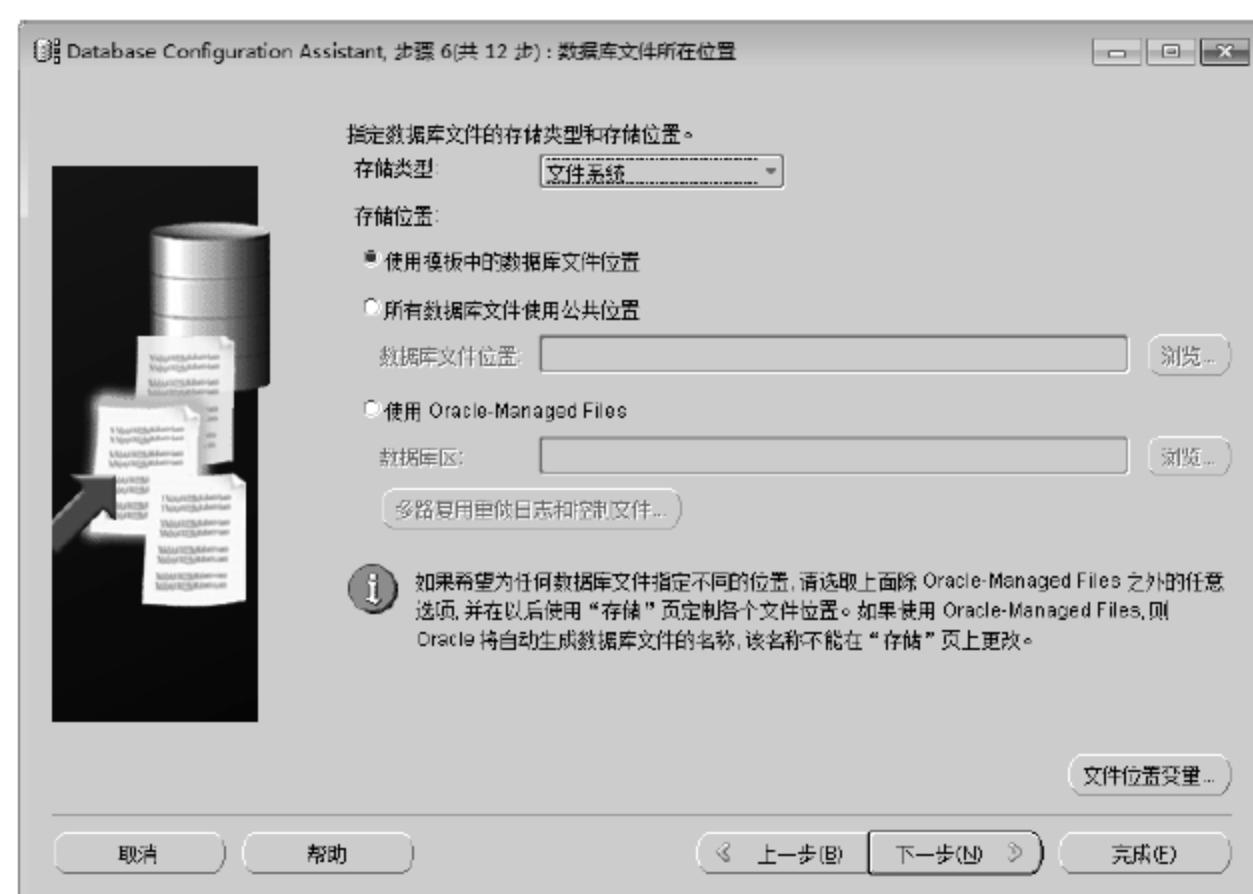 Database Configuration Assistant, 步骤 6(共 12 步) : 数据库文件所在位置
指定数据库文件的存储类型和存储位置。
存储类型: 文件系统
存储位置:
使用模板中的数据库文件位置
所有数据库文件使用公共位置
数据库文件位置: 浏览...
使用 Oracle-Managed Files
数据库区: 浏览...
多路复用重做日志和控制文件...
如果希望为任何数据库文件指定不同的位置, 请选取上面除 Oracle-Managed Files 之外的任意
选项, 并在以后使用“存储”页定制各个文件位置。如果使用 Oracle-Managed Files, 则
Oracle 将自动生成数据库文件的名称, 该名称不能在“存储”页上更改。
文件位置变量...
取消 帮助 上一步(B) 下一步(N) 完成(F)